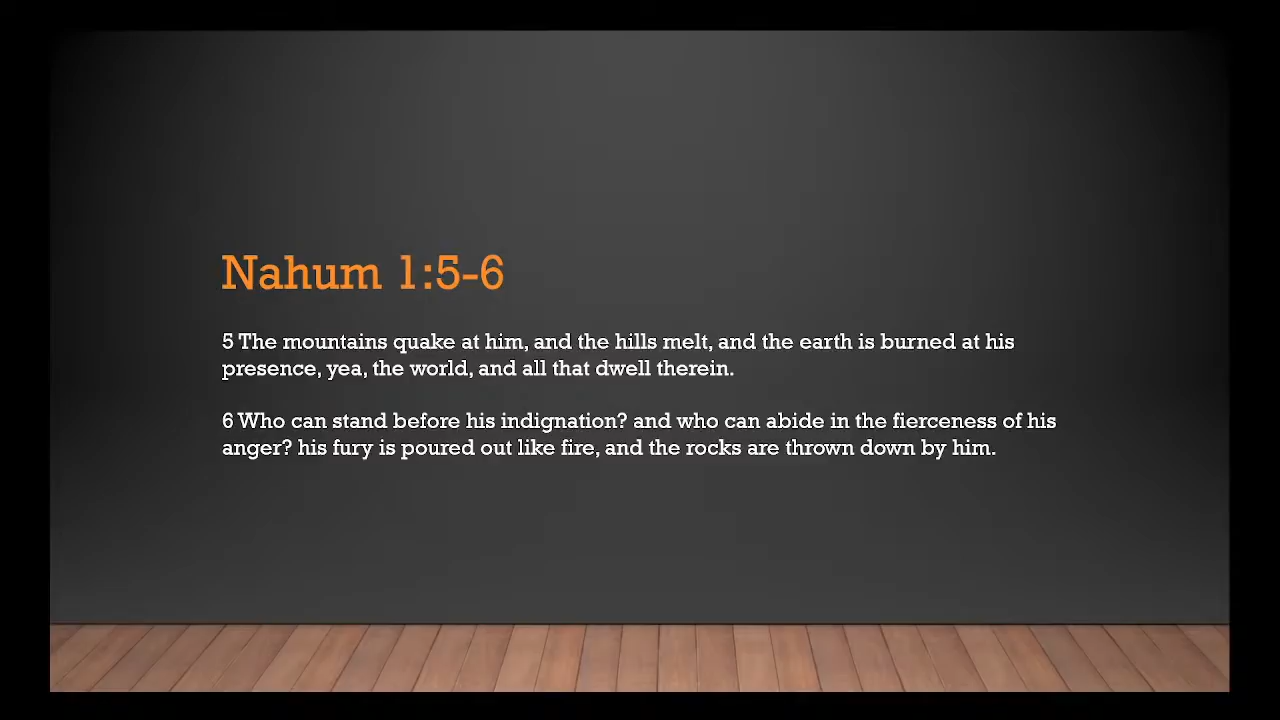 Nahum 1:5-6
5 The mountains quake at him, and the hills melt, and the earth is burned at his
presence, yea, the world, and all that dwell therein.
6 Who can stand before his indignation? and who can abide in the fierceness of his
anger? his fury is poured out like fire, and the rocks are thrown down by him.